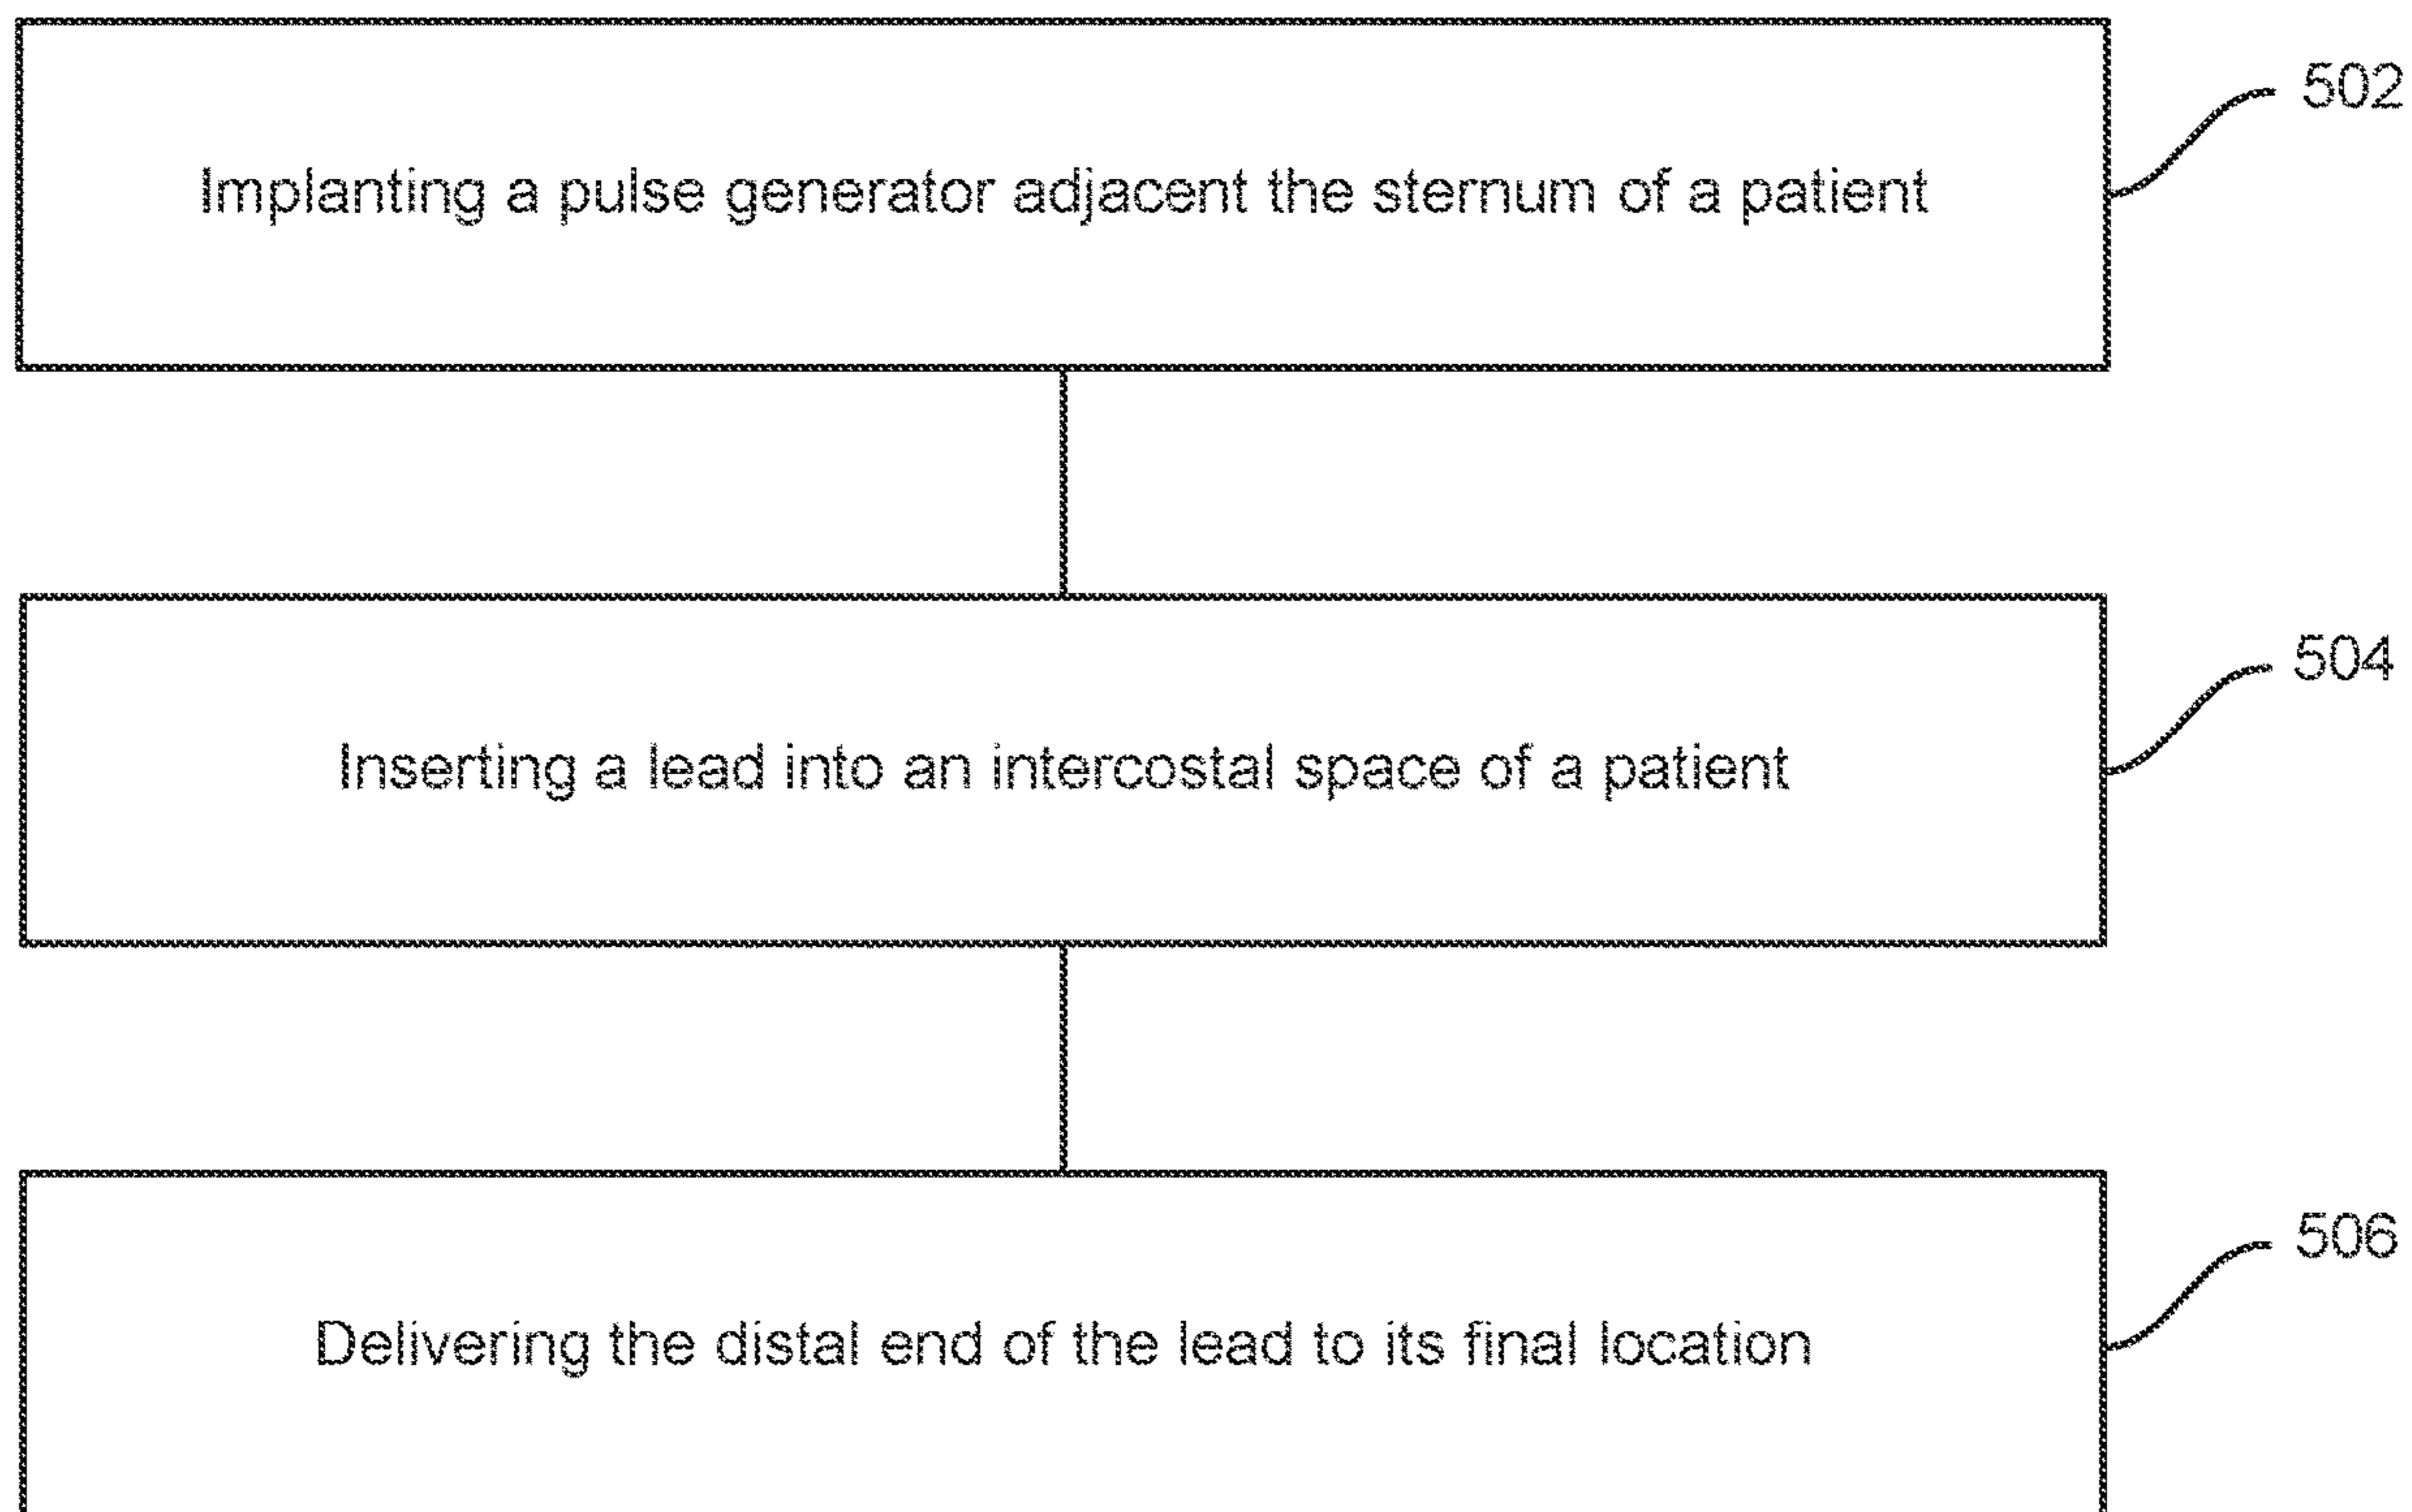 Implanting a pulse generator adjacent the sternum of a patient
502
Inserting a lead into an intercostal space of a patient
504
Delivering the distal end of the lead to its final location
506